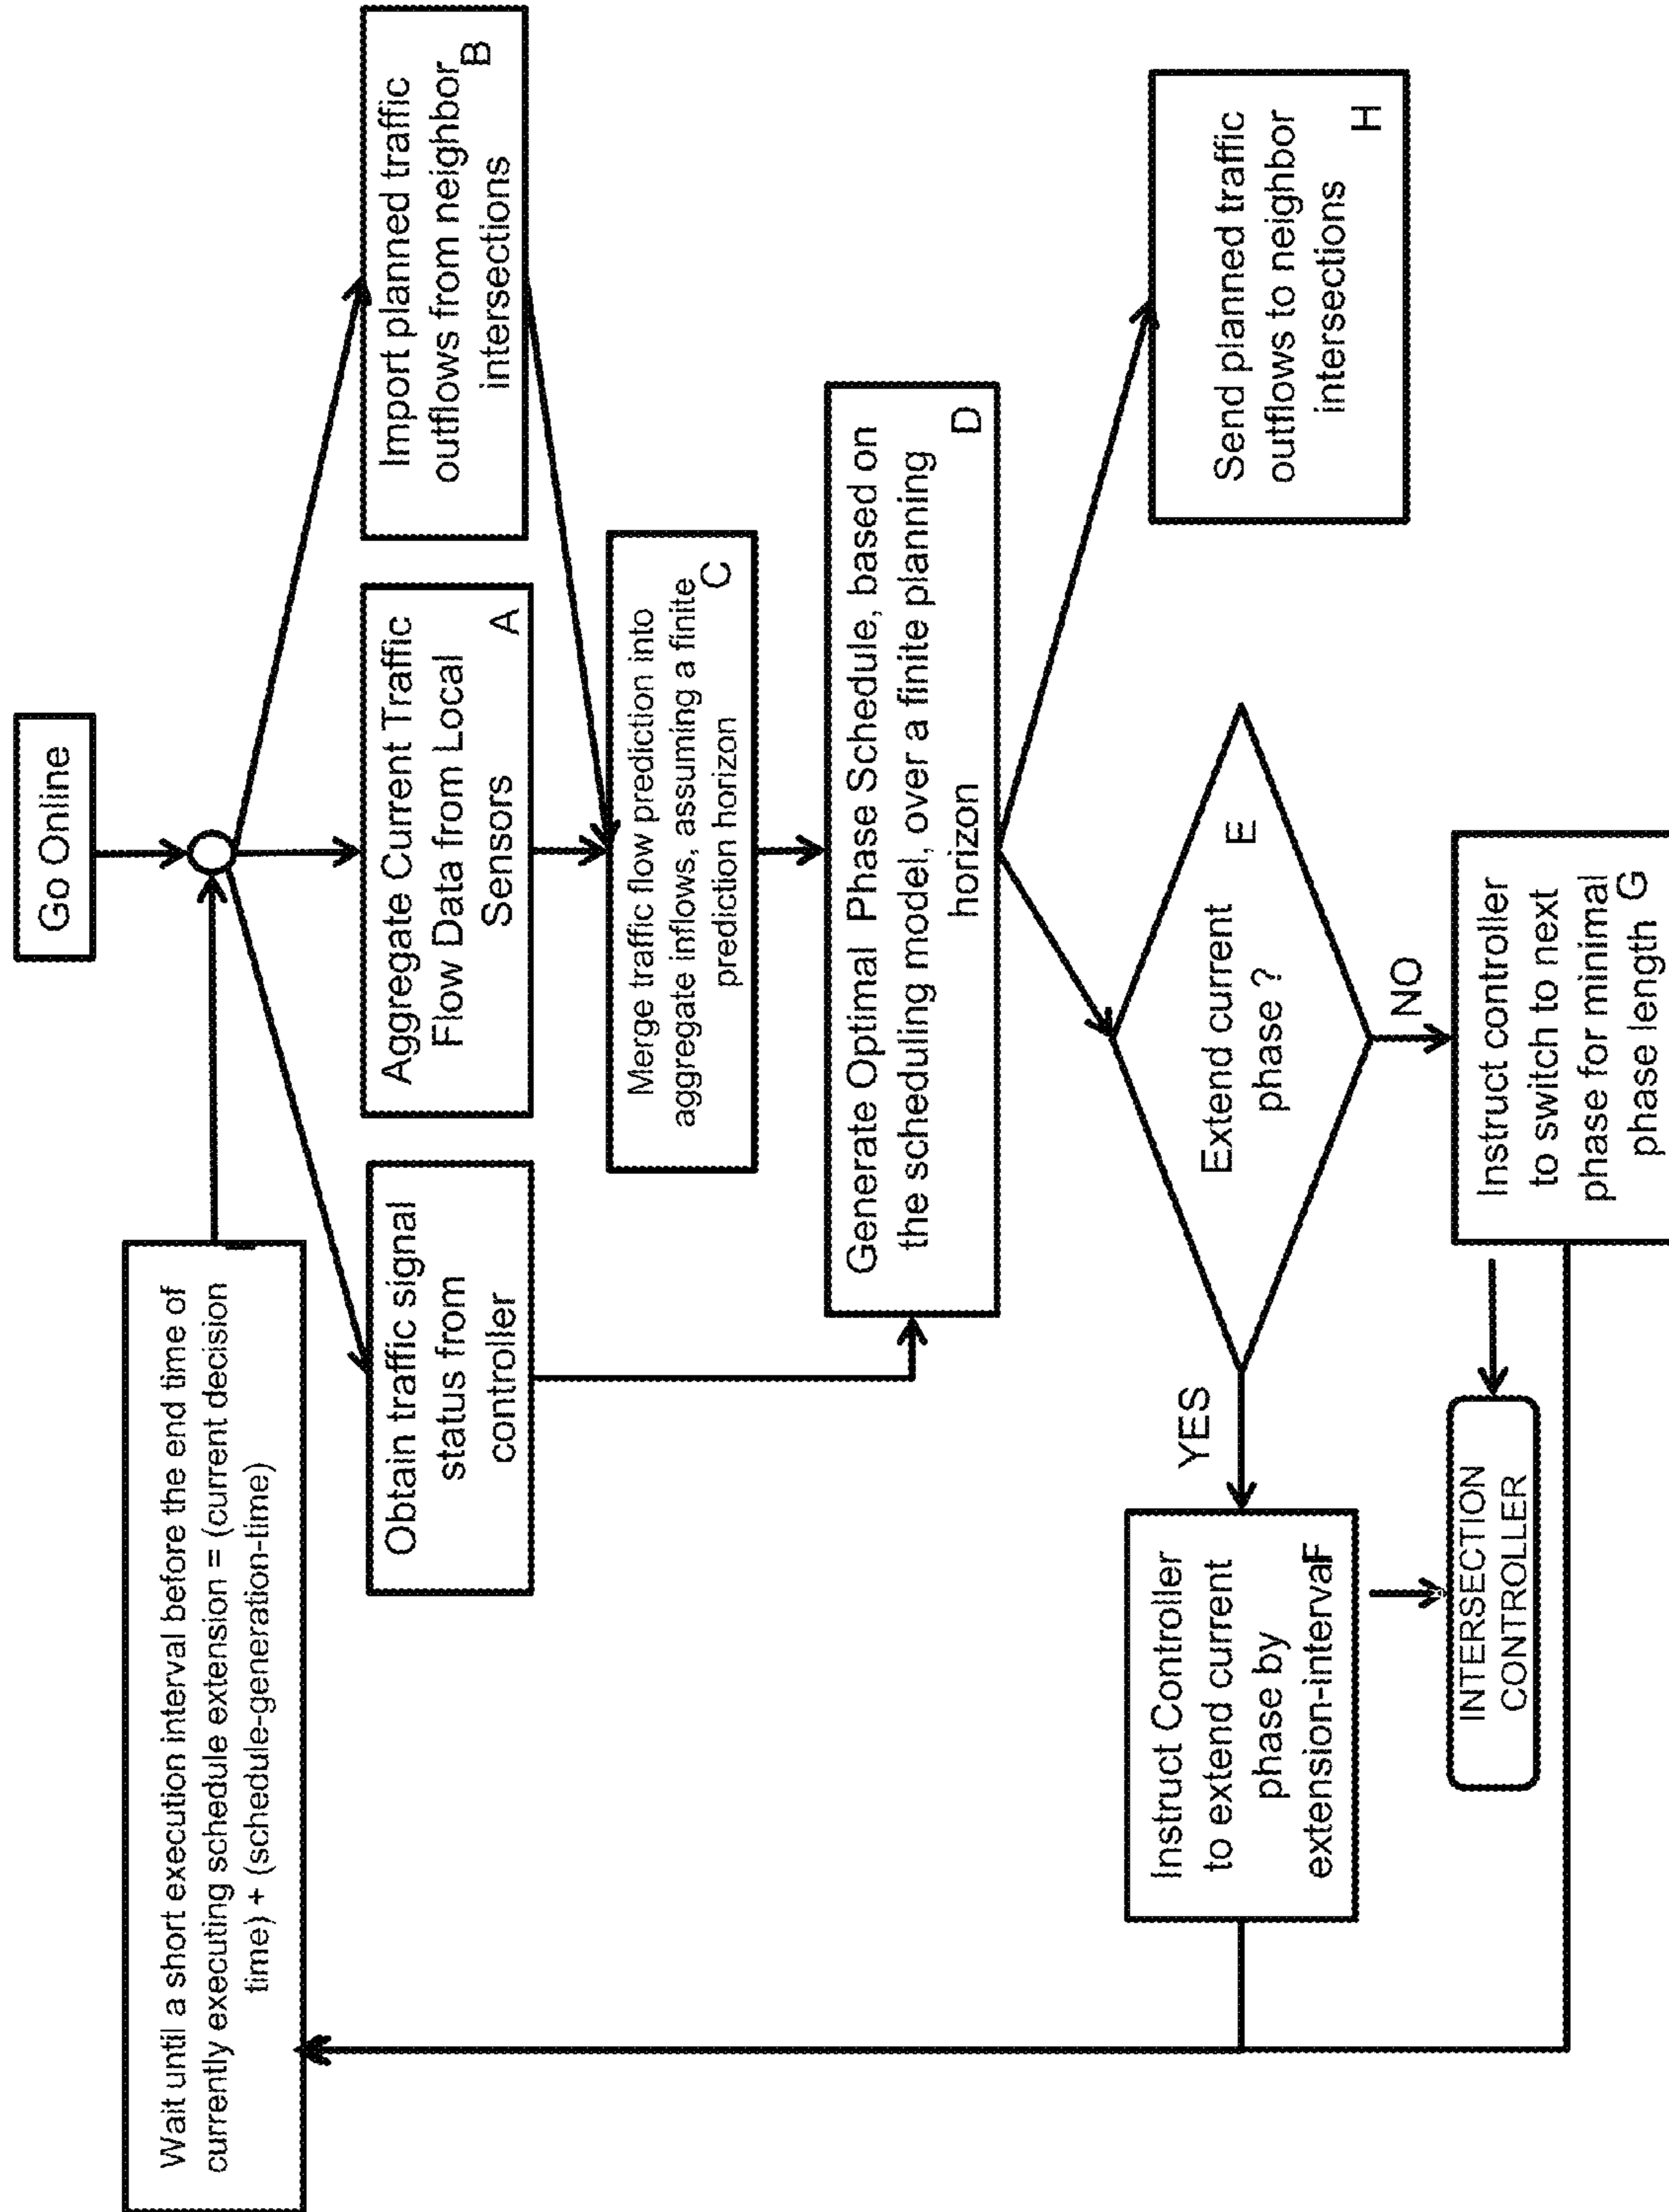 Go Online
Wait until a short execution interval before the end time of
currently executing schedule extension = (current decision
time) + (schedule-generation-time)
Obtain traffic signal
status from
controller
Aggregate Current Traffic
Flow Data from Local
Sensors
A
Import planned traffic
outflows from neighbor
intersections
B
Merge traffic flow prediction into
aggregate inflows, assuming a finite
prediction horizon
C
Generate Optimal Phase Schedule, based on
the scheduling model, over a finite planning
horizon
D
Extend current
phase ?
E
YES
NO
Instruct Controller
to extend current
phase by
extension-interval
F
Instruct controller
to switch to next
phase for minimal
phase length
G
INTERSECTION
CONTROLLER
Send planned traffic
outflows to neighbor
intersections
H